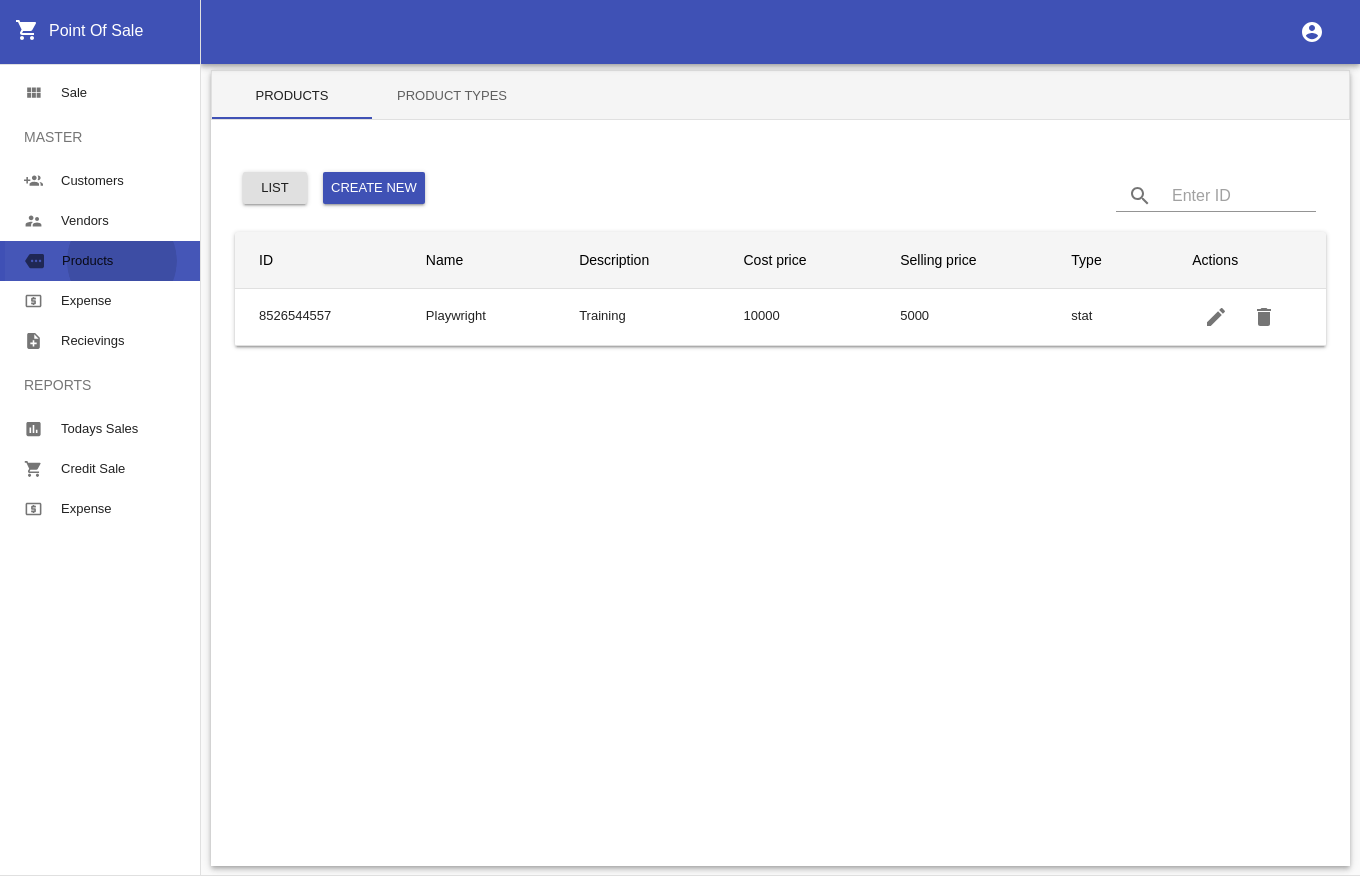 Point Of Sale
Sale
MASTER
Customers
Vendors
Products
Expense
Recievings
REPORTS
Todays Sales
Credit Sale
Expense
PRODUCTS PRODUCT TYPES
LIST CREATE NEW Enter ID
ID Name Description Cost price Selling price Type Actions
8526544557 Playwright Training 10000 5000 stat